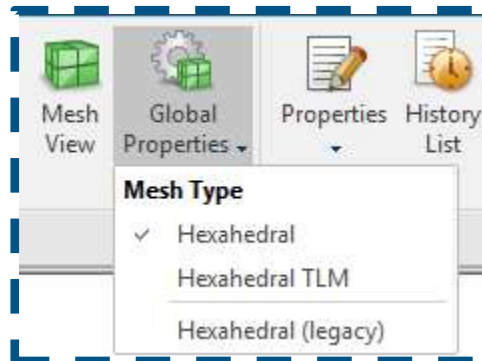 Mesh View
Global Properties
Properties
History List
Mesh Type
Hexahedral
Hexahedral TLM
Hexahedral (legacy)